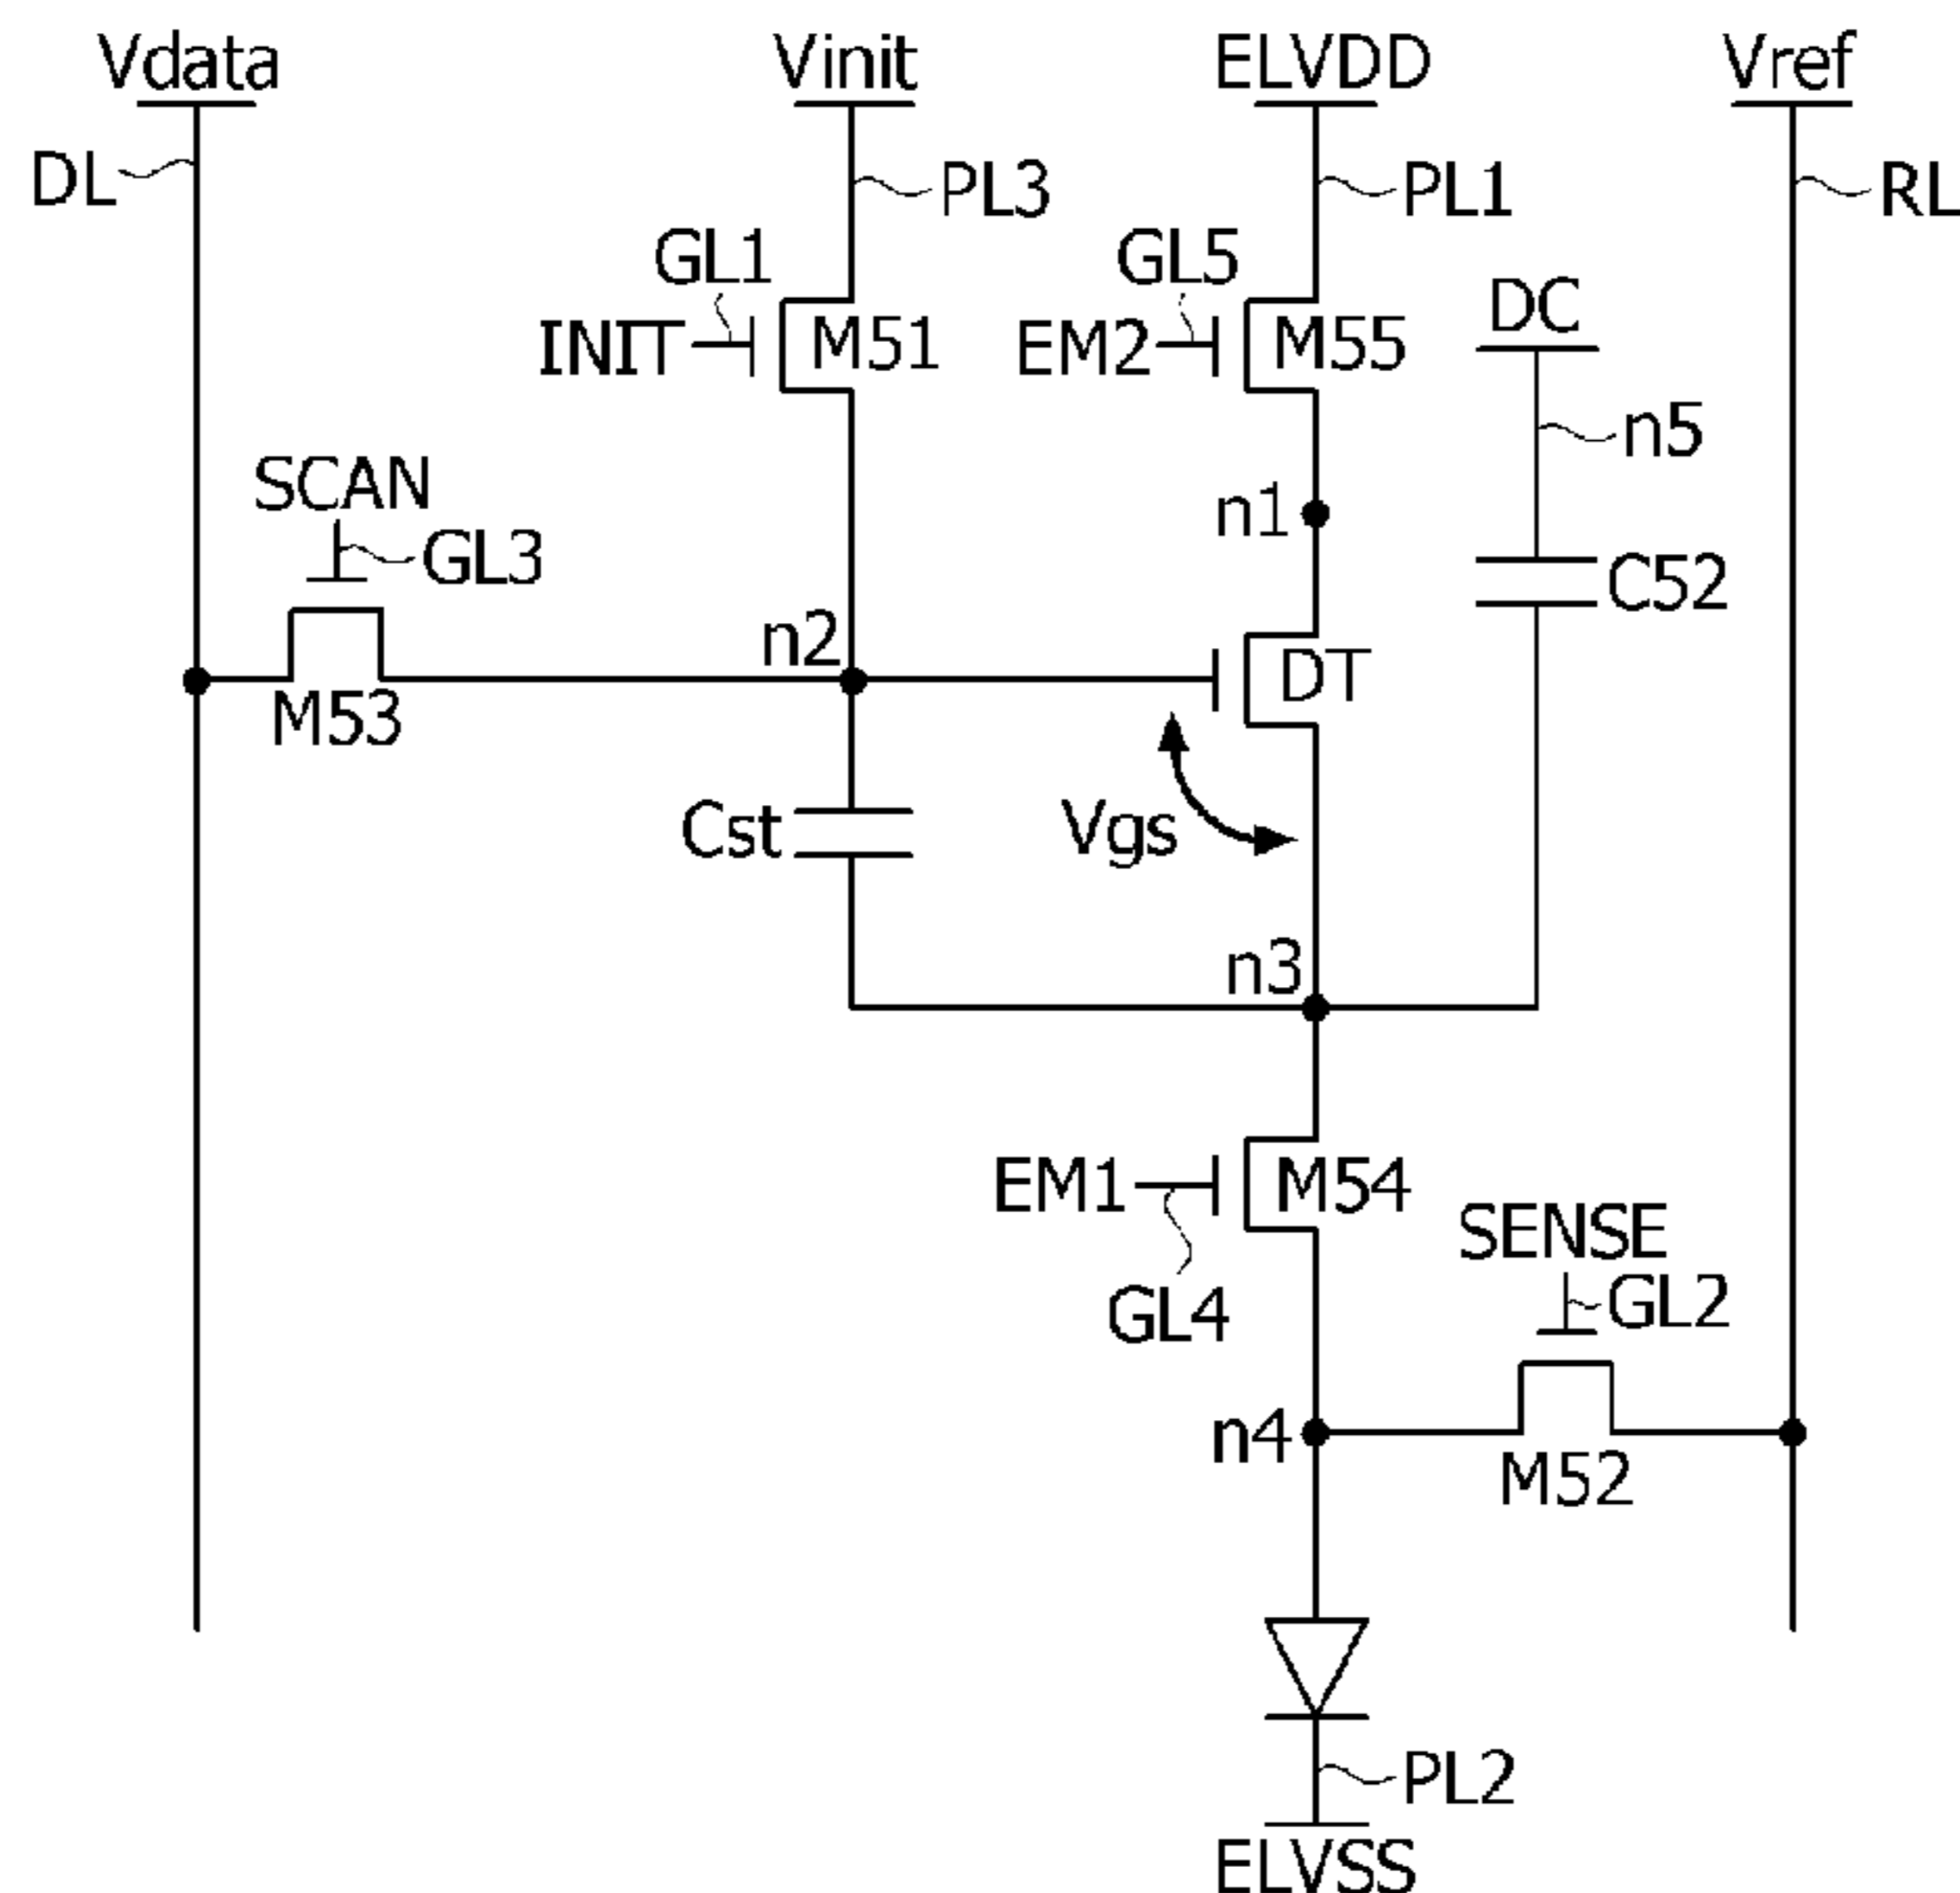 Vdata
Vinit
ELVDD
Vref
DL
PL3
PL1
RL
GL1
GL5
DC
INIT
M51
EM2
M55
n5
SCAN
n1
GL3
C52
n2
DT
M53
Cst
Vgs
n3
EM1
M54
SENSE
GL4
GL2
n4
M52
PL2
ELVSS